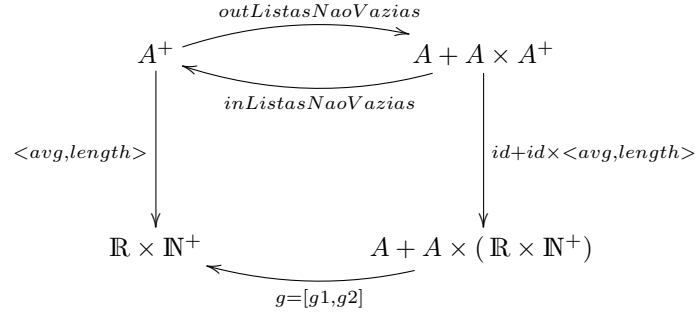 outListasNaoVazias
A⁺ A + A × A⁺
inListasNaoVazias
<avg,length> id+id×<avg,length>
ℝ × ℕ⁺ A + A × ( ℝ × ℕ⁺ )
g=[g1,g2]